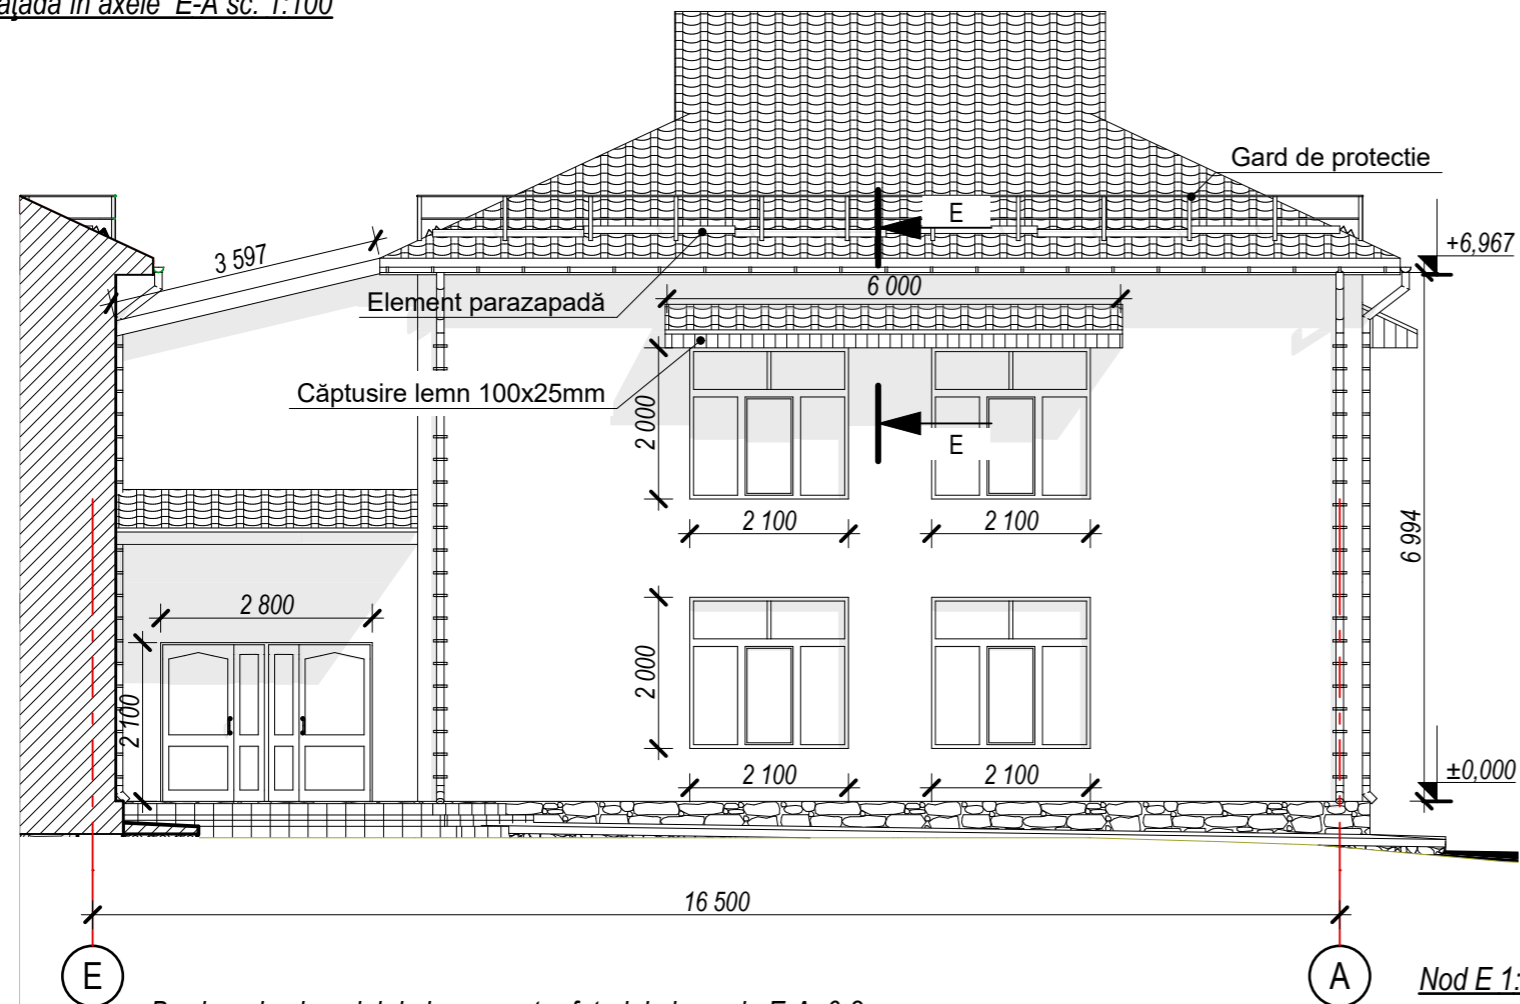 în axele E-A sc. 1:100
Gard de protectie
E
3 597
+6,967
6 000
Element parazapadă
Căptusire lemn 100x25mm
2 000
E
2 100
2 100
6 994
2 800
2 000
2 100
2 100
2 100
±0,000
16 500
E
A
Nod E 1: